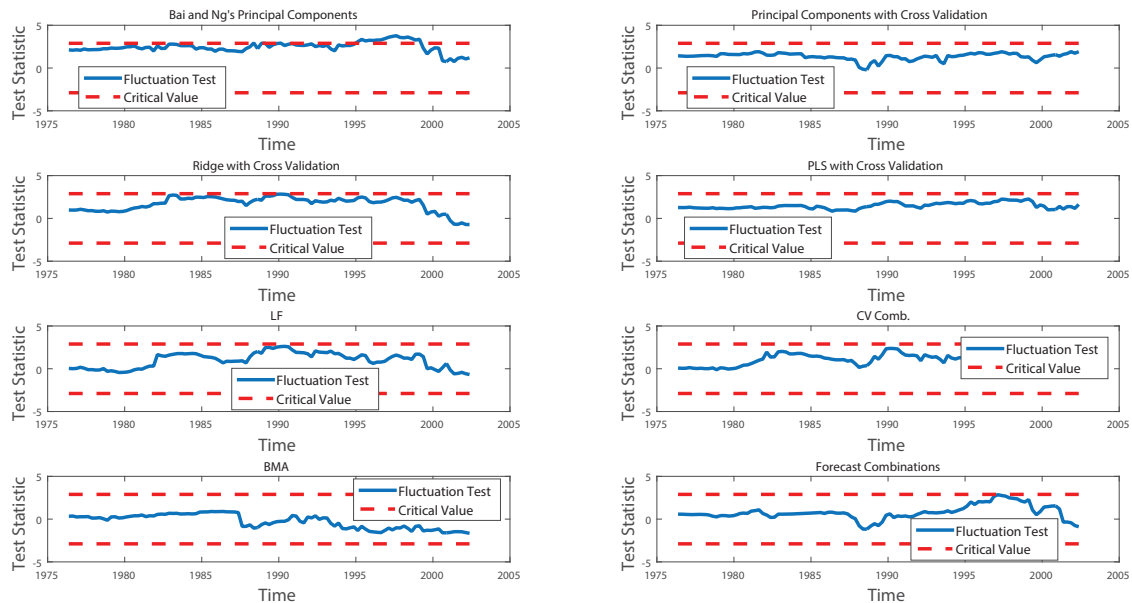 Bai and Ng's Principal Components
Test Statistic
5
0
-5
Fluctuation Test
Critical Value
1975 1980 1985 1990 1995 2000 2005
Time
Principal Components with Cross Validation
Test Statistic
5
0
-5
Fluctuation Test
Critical Value
1975 1980 1985 1990 1995 2000 2005
Time
Ridge with Cross Validation
Test Statistic
5
0
-5
Fluctuation Test
Critical Value
1975 1980 1985 1990 1995 2000 2005
Time
PLS with Cross Validation
Test Statistic
5
0
-5
Fluctuation Test
Critical Value
1975 1980 1985 1990 1995 2000 2005
Time
LF
Test Statistic
5
0
-5
Fluctuation Test
Critical Value
1975 1980 1985 1990 1995 2000 2005
Time
CV Comb.
Test Statistic
5
0
-5
Fluctuation Test
Critical Value
1975 1980 1985 1990 1995 2000 2005
Time
BMA
Test Statistic
5
0
-5
Fluctuation Test
Critical Value
1975 1980 1985 1990 1995 2000 2005
Time
Forecast Combinations
Test Statistic
5
0
-5
Fluctuation Test
Critical Value
1975 1980 1985 1990 1995 2000 2005
Time